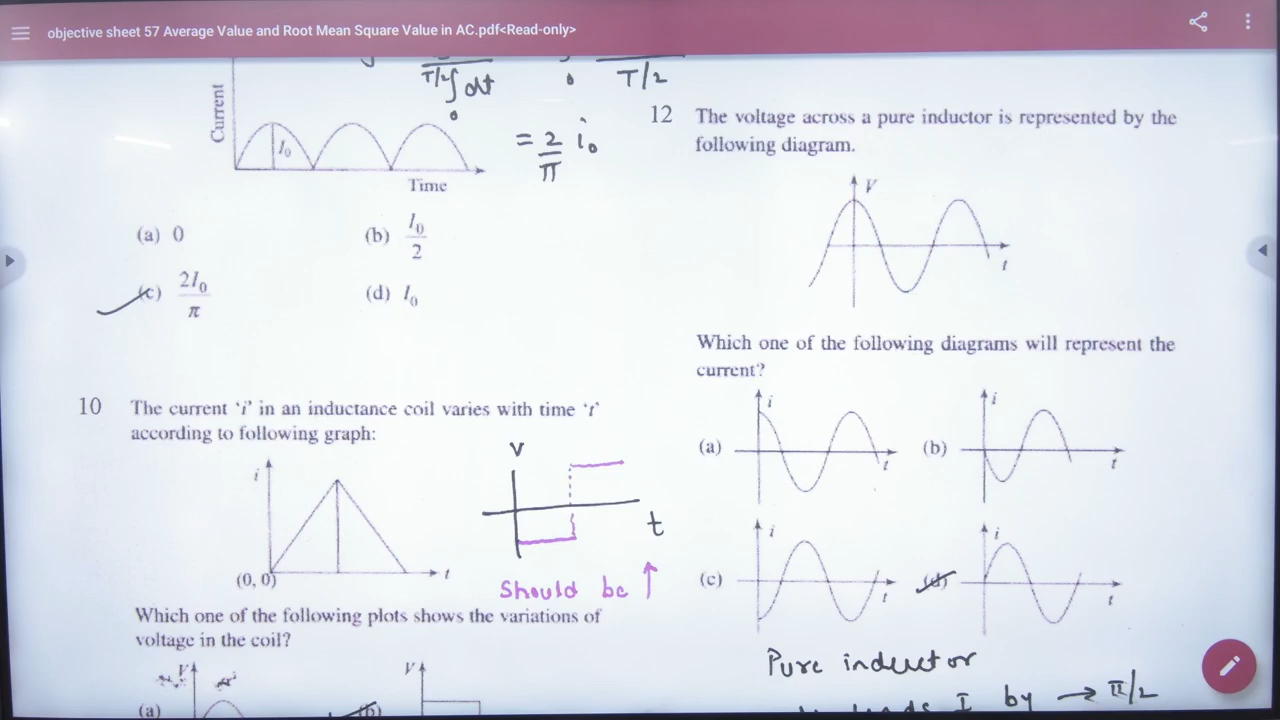 objective sheet 57 Average Value and Root Mean Square Value in AC.pdf<Read-only>
Current
I₀
Time
T/2
∫ dt
0
0
T/2
= 2/π i₀
(a) 0
(b) I₀/2
(c) 2I₀/π
(d) I₀
10 The current ‘i’ in an inductance coil varies with time ‘t’
according to following graph:
i
(0, 0)
t
V
t
Should be ↑
Which one of the following plots shows the variations of
voltage in the coil?
V
(a)
V
(b)
12 The voltage across a pure inductor is represented by the
following diagram.
V
t
Which one of the following diagrams will represent the
current?
(a)
i
t
(b)
i
t
(c)
i
t
(d)
i
t
Pure inductor
I by → π/2